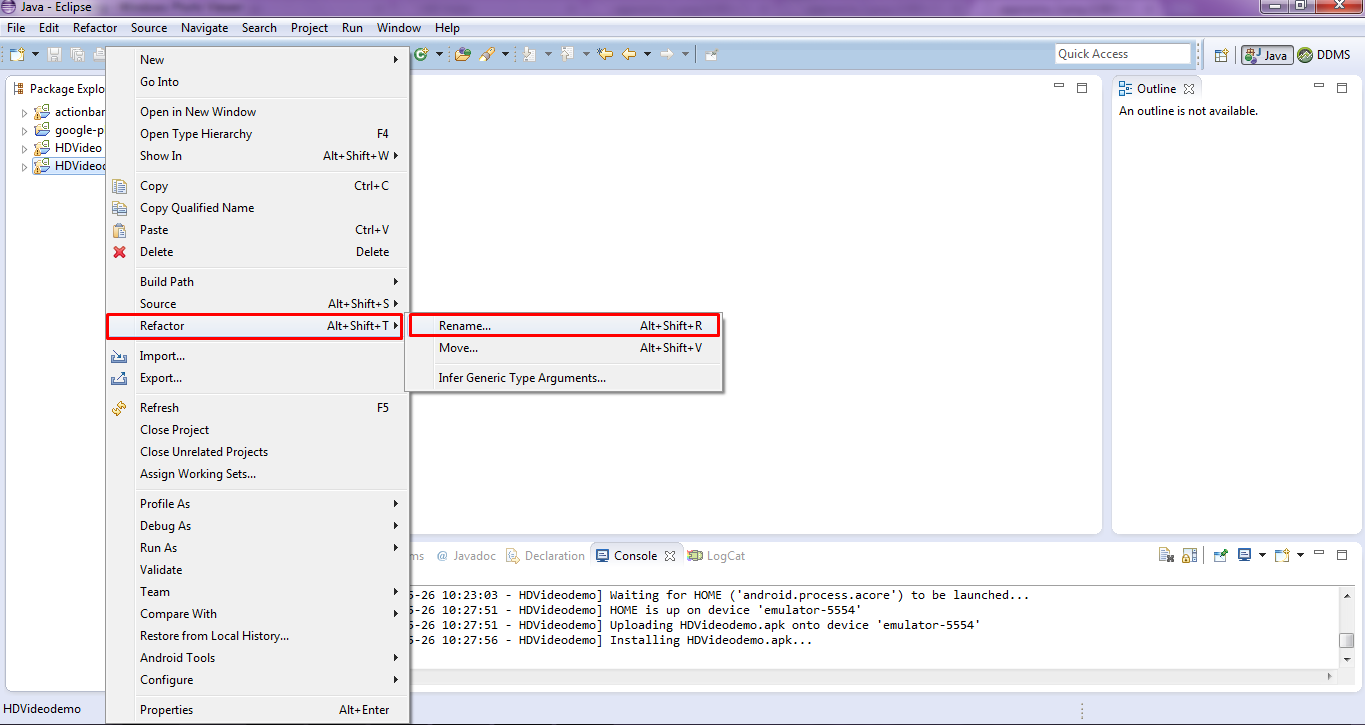 Java - Eclipse
File Edit Refactor Source Navigate Search Project Run Window Help
Quick Access
Java
DDMS
Package Explo
actionbar
google-p
HDVideo
HDVideod
New
Go Into
Open in New Window
Open Type Hierarchy F4
Show In Alt+Shift+W
Copy Ctrl+C
Copy Qualified Name
Paste Ctrl+V
Delete Delete
Build Path
Source Alt+Shift+S
Refactor Alt+Shift+T
Import...
Export...
Refresh F5
Close Project
Close Unrelated Projects
Assign Working Sets...
Profile As
Debug As
Run As
Validate
Team
Compare With
Restore from Local History...
Android Tools
Configure
Properties Alt+Enter
Rename... Alt+Shift+R
Move... Alt+Shift+V
Infer Generic Type Arguments...
Outline
An outline is not available.
ms @ Javadoc Declaration Console LogCat
5-26 10:23:03 - HDVideodemo] Waiting for HOME ('android.process.acore') to be launched...
5-26 10:27:51 - HDVideodemo] HOME is up on device 'emulator-5554'
5-26 10:27:51 - HDVideodemo] Uploading HDVideodemo.apk onto device 'emulator-5554'
5-26 10:27:56 - HDVideodemo] Installing HDVideodemo.apk...
HDVideodemo